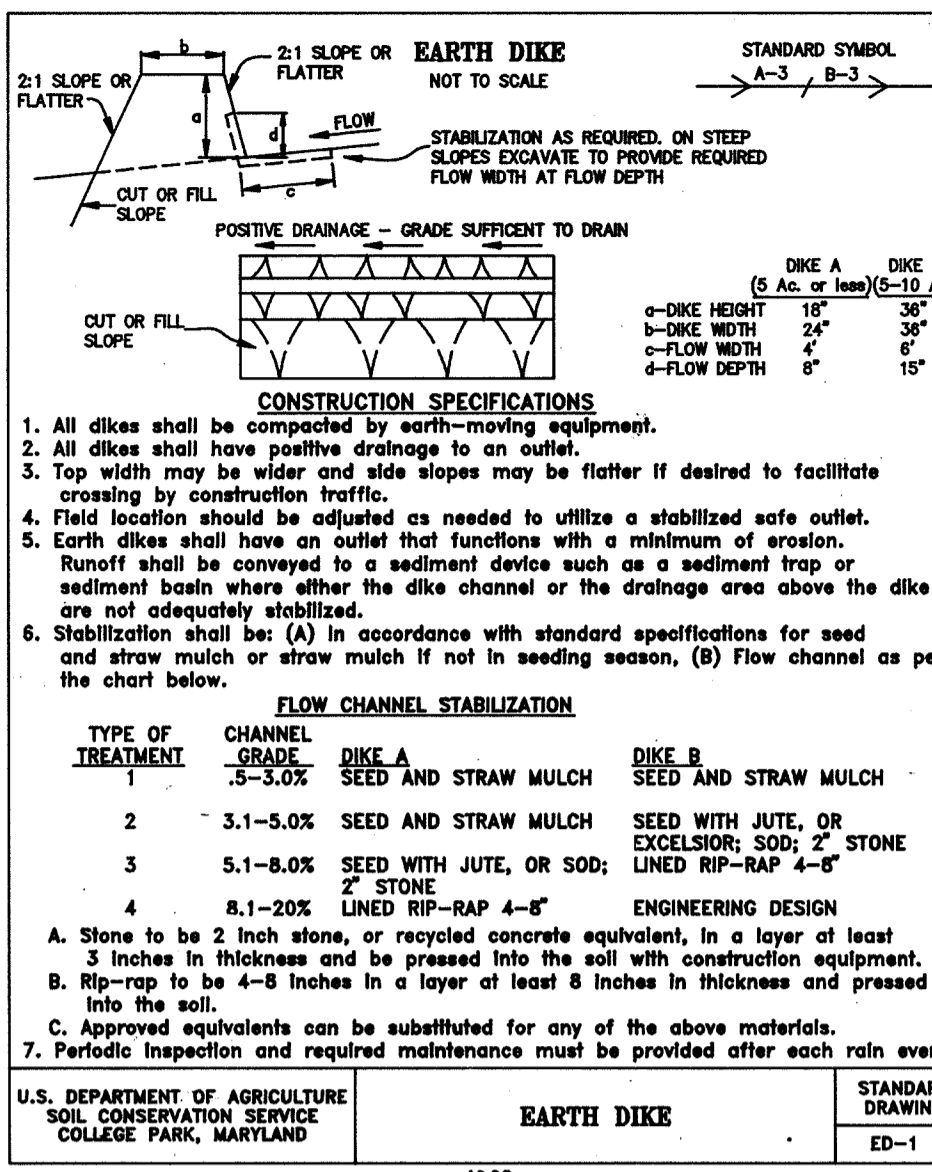 EARTH DIKE
NOT TO SCALE
STANDARD SYMBOL
A-3 / B-3
b
2:1 SLOPE OR
FLATTER
2:1 SLOPE OR
FLATTER
a
d
FLOW
c
STABILIZATION AS REQUIRED. ON STEEP
SLOPES EXCAVATE TO PROVIDE REQUIRED
FLOW WIDTH AT FLOW DEPTH
CUT OR FILL
SLOPE
POSITIVE DRAINAGE - GRADE SUFFICENT TO DRAIN
CUT OR FILL
SLOPE
DIKE A DIKE
(5 Ac. or less)(5-10 A
a-DIKE HEIGHT 18" 36"
b-DIKE WIDTH 24" 36"
c-FLOW WIDTH 4' 6'
d-FLOW DEPTH 8" 15"
CONSTRUCTION SPECIFICATIONS
1. All dikes shall be compacted by earth-moving equipment.
2. All dikes shall have positive drainage to an outlet.
3. Top width may be wider and side slopes may be flatter if desired to facilitate
crossing by construction traffic.
4. Field location should be adjusted as needed to utilize a stabilized safe outlet.
5. Earth dikes shall have an outlet that functions with a minimum of erosion.
Runoff shall be conveyed to a sediment device such as a sediment trap or
sediment basin where either the dike channel or the drainage area above the dike
are not adequately stabilized.
6. Stabilization shall be: (A) In accordance with standard specifications for seed
and straw mulch or straw mulch if not in seeding season, (B) Flow channel as pe
the chart below.
FLOW CHANNEL STABILIZATION
TYPE OF CHANNEL
TREATMENT GRADE DIKE A DIKE B
1 .5-3.0% SEED AND STRAW MULCH SEED AND STRAW MULCH
2 3.1-5.0% SEED AND STRAW MULCH SEED WITH JUTE, OR
EXCELSIOR; SOD; 2" STONE
3 5.1-8.0% SEED WITH JUTE, OR SOD; LINED RIP-RAP 4-8"
2" STONE
4 8.1-20% LINED RIP-RAP 4-8" ENGINEERING DESIGN
A. Stone to be 2 inch stone, or recycled concrete equivalent, in a layer at least
3 inches in thickness and be pressed into the soil with construction equipment.
B. Rip-rap to be 4-8 inches in a layer at least 8 inches in thickness and pressed
into the soil.
C. Approved equivalents can be substituted for any of the above materials.
7. Periodic inspection and required maintenance must be provided after each rain ever
U.S. DEPARTMENT OF AGRICULTURE
SOIL CONSERVATION SERVICE
COLLEGE PARK, MARYLAND
EARTH DIKE
STANDAR
DRAWIN
ED-1